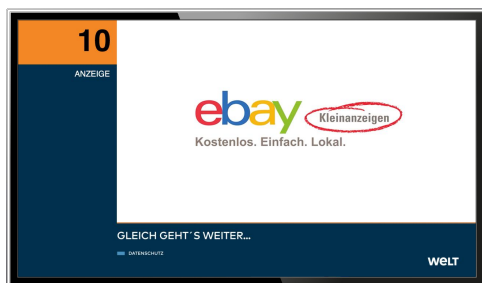 10
ANZEIGE
ebay Kleinanzeigen
Kostenlos. Einfach. Lokal.
GLEICH GEHT´S WEITER...
DATENSCHUTZ
WELT